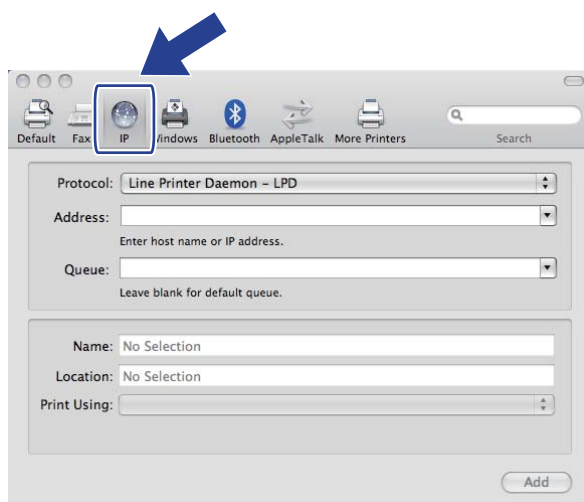 Default Fax IP Windows Bluetooth AppleTalk More Printers Search
Protocol: Line Printer Daemon – LPD
Address:
Enter host name or IP address.
Queue:
Leave blank for default queue.
Name: No Selection
Location: No Selection
Print Using:
Add